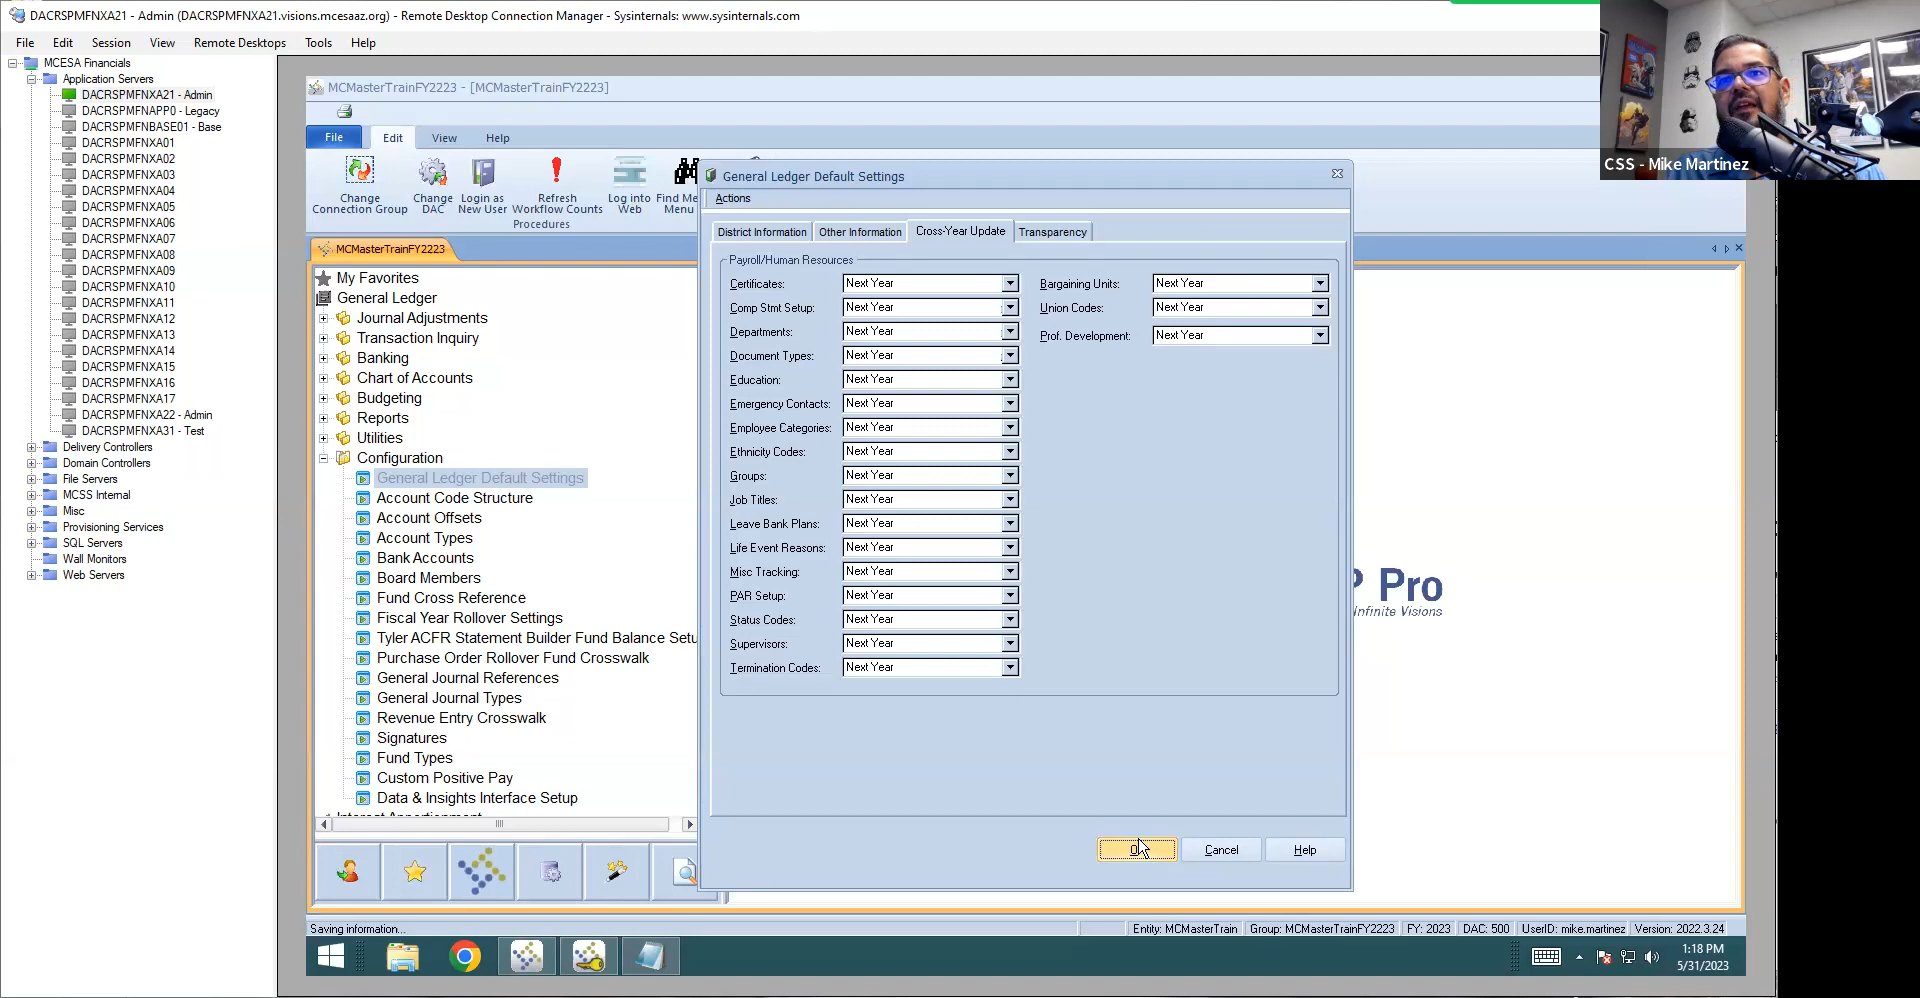 DACRSPMFNXA21 - Admin (DACRSPMFNXA21.visions.mcesaaz.org) - Remote Desktop Connection Manager - Sysinternals: www.sysinternals.com
File Edit Session View Remote Desktops Tools Help
MCESA Financials
Application Servers
DACRSPMFNXA21 - Admin
DACRSPMFNAPP0 - Legacy
DACRSPMFNBASE01 - Base
DACRSPMFNXA01
DACRSPMFNXA02
DACRSPMFNXA03
DACRSPMFNXA04
DACRSPMFNXA05
DACRSPMFNXA06
DACRSPMFNXA07
DACRSPMFNXA08
DACRSPMFNXA09
DACRSPMFNXA10
DACRSPMFNXA11
DACRSPMFNXA12
DACRSPMFNXA13
DACRSPMFNXA14
DACRSPMFNXA15
DACRSPMFNXA16
DACRSPMFNXA17
DACRSPMFNXA22 - Admin
DACRSPMFNXA31 - Test
Delivery Controllers
Domain Controllers
File Servers
MCSS Internal
Misc
Provisioning Services
SQL Servers
Wall Monitors
Web Servers
MCMasterTrainFY2223 - [MCMasterTrainFY2223]
File Edit View Help
Change Connection Group
Change DAC
Login as New User
Refresh Workflow Counts
Log into Web
Find Me
Menu
Procedures
MCMasterTrainFY2223
My Favorites
General Ledger
Journal Adjustments
Transaction Inquiry
Banking
Chart of Accounts
Budgeting
Reports
Utilities
Configuration
General Ledger Default Settings
Account Code Structure
Account Offsets
Account Types
Bank Accounts
Board Members
Fund Cross Reference
Fiscal Year Rollover Settings
Tyler ACFR Statement Builder Fund Balance Setu
Purchase Order Rollover Fund Crosswalk
General Journal References
General Journal Types
Revenue Entry Crosswalk
Signatures
Fund Types
Custom Positive Pay
Data & Insights Interface Setup
General Ledger Default Settings
Actions
District Information Other Information Cross-Year Update Transparency
Payroll/Human Resources
Certificates: Next Year
Comp Stmt Setup: Next Year
Departments: Next Year
Document Types: Next Year
Education: Next Year
Emergency Contacts: Next Year
Employee Categories: Next Year
Ethnicity Codes: Next Year
Groups: Next Year
Job Titles: Next Year
Leave Bank Plans: Next Year
Life Event Reasons: Next Year
Misc Tracking: Next Year
PAR Setup: Next Year
Status Codes: Next Year
Supervisors: Next Year
Termination Codes: Next Year
Bargaining Units: Next Year
Union Codes: Next Year
Prof. Development: Next Year
Cancel Help
P Pro
Infinite Visions
CSS - Mike Martinez
Saving information...
Entity: MCMasterTrain Group: MCMasterTrainFY2223 FY: 2023 DAC: 500 UserID: mike.martinez Version: 2022.3.24
1:18 PM
5/31/2023